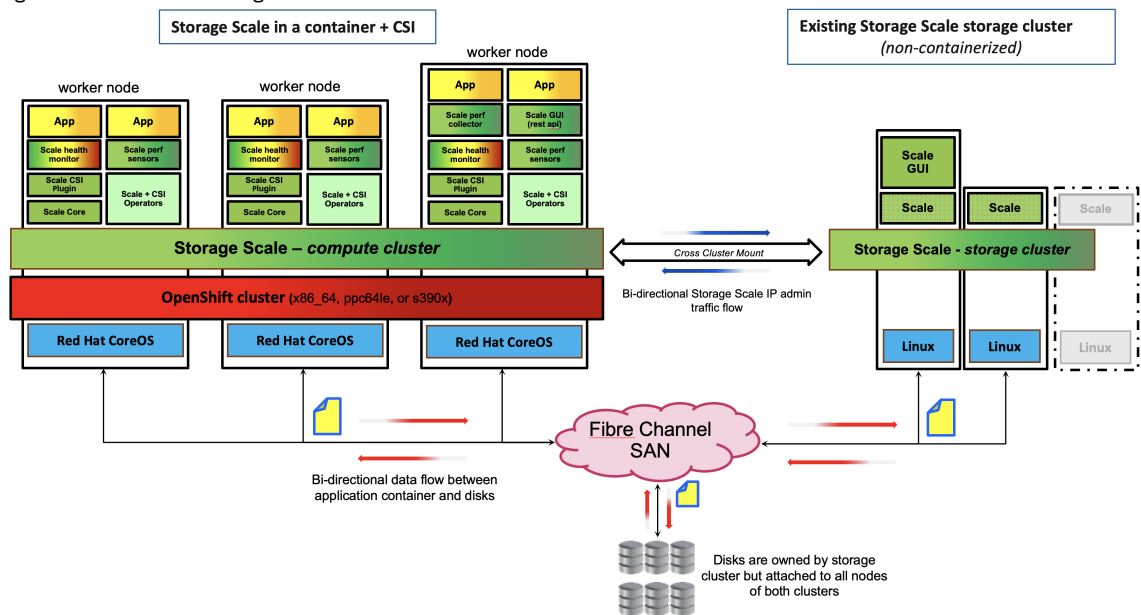 Storage Scale in a container + CSI
Existing Storage Scale storage cluster
(non-containerized)
worker node
App
App
Scale health
monitor
Scale perf
sensors
Scale CSI
Plugin
Scale + CSI
Operators
Scale Core
worker node
App
App
Scale health
monitor
Scale perf
sensors
Scale CSI
Plugin
Scale + CSI
Operators
Scale Core
worker node
App
App
Scale perf
collector
Scale GUI
(rest api)
Scale health
monitor
Scale perf
sensors
Scale CSI
Plugin
Scale + CSI
Operators
Scale Core
Scale
GUI
Scale
Scale
Scale
Storage Scale – compute cluster
Cross Cluster Mount
Storage Scale - storage cluster
Bi-directional Storage Scale IP admin
traffic flow
OpenShift cluster (x86_64, ppc64le, or s390x)
Red Hat CoreOS
Red Hat CoreOS
Red Hat CoreOS
Linux
Linux
Linux
Fibre Channel
SAN
Bi-directional data flow between
application container and disks
Disks are owned by storage
cluster but attached to all nodes
of both clusters